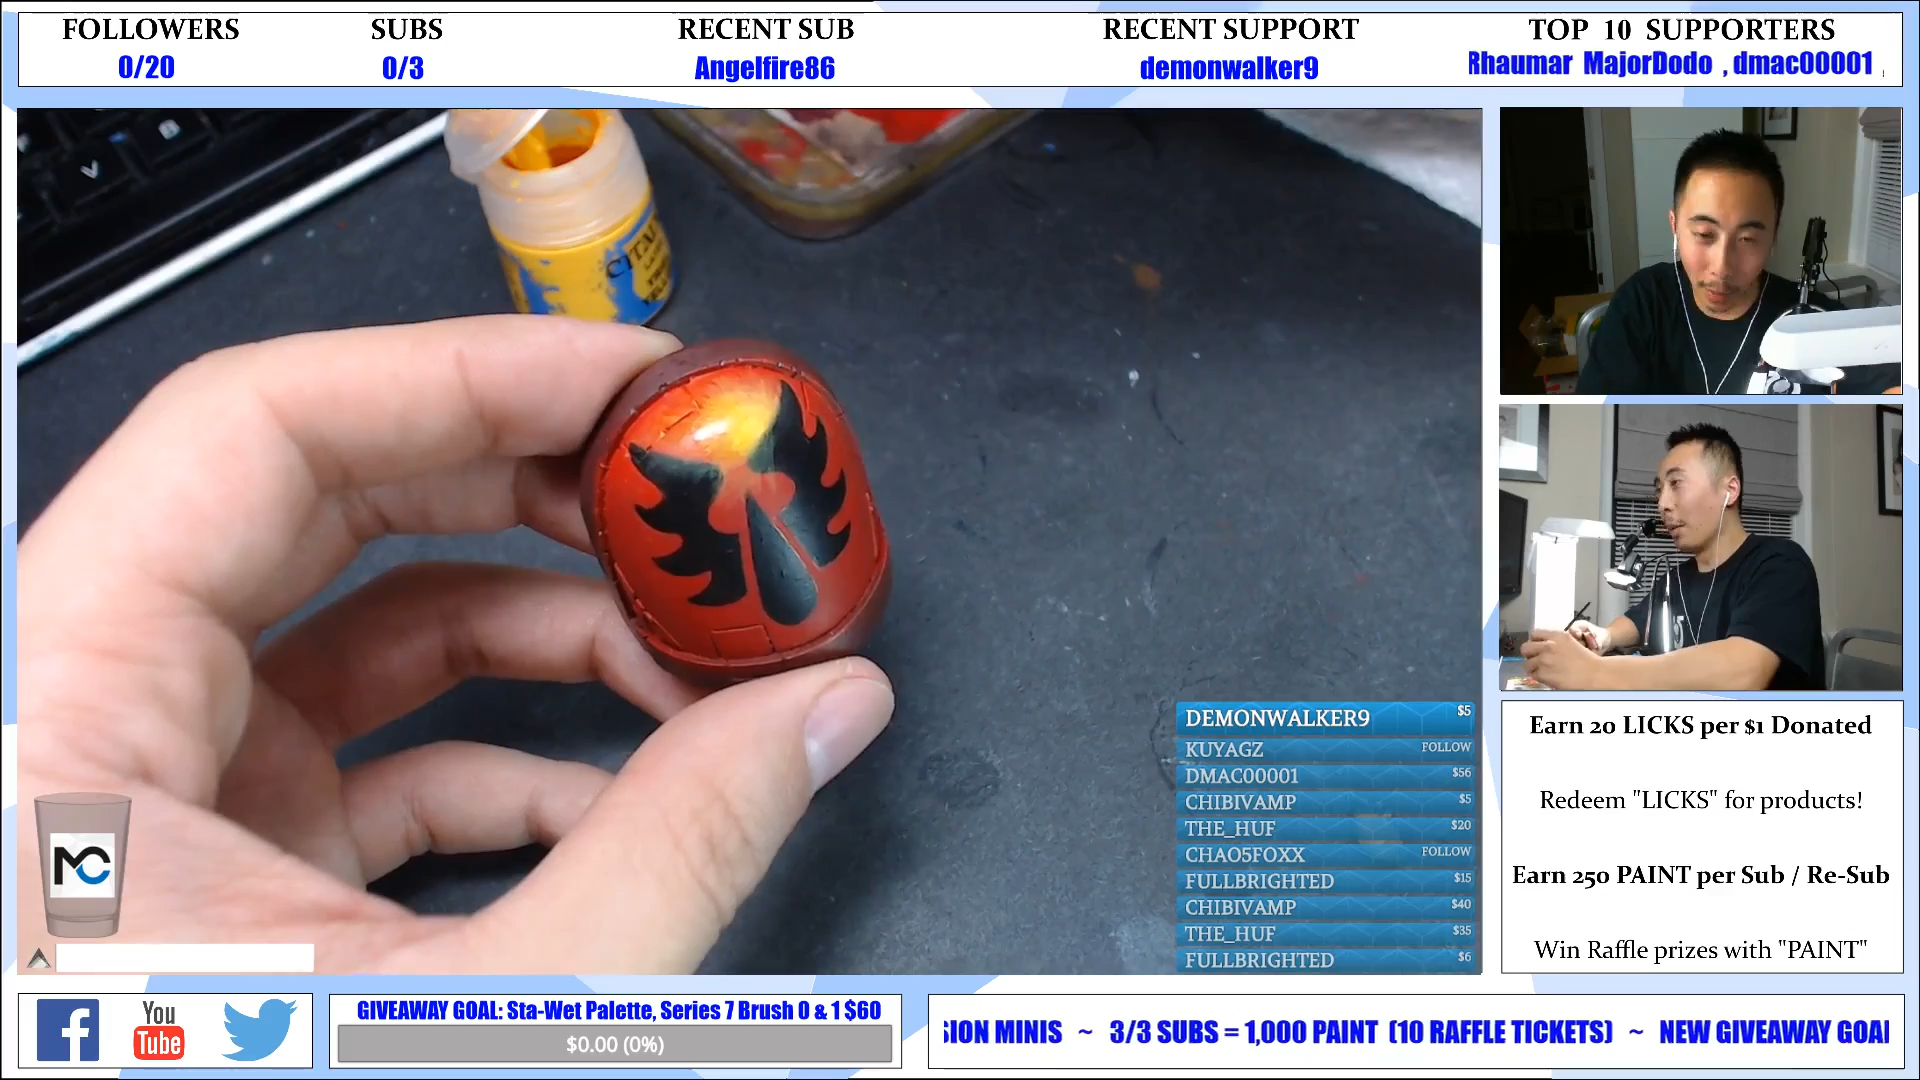 FOLLOWERS
0/20
SUBS
0/3
RECENT SUB
Angelfire86
RECENT SUPPORT
demonwalker9
TOP 10 SUPPORTERS
Rhaumar MajorDodo , dmac00001
V
B
CITA
DEMONWALKER9 $5
KUYAGZ FOLLOW
DMAC00001 $56
CHIBIVAMP $5
THE_HUF $20
CHAO5FOXX FOLLOW
FULLBRIGHTED $15
CHIBIVAMP $40
THE_HUF $35
FULLBRIGHTED $6
Earn 20 LICKS per $1 Donated
Redeem "LICKS" for products!
Earn 250 PAINT per Sub / Re-Sub
Win Raffle prizes with "PAINT"
MC
f
You
Tube
GIVEAWAY GOAL: Sta-Wet Palette, Series 7 Brush 0 & 1 $60
$0.00 (0%)
SION MINIS ~ 3/3 SUBS = 1,000 PAINT (10 RAFFLE TICKETS) ~ NEW GIVEAWAY GOAL